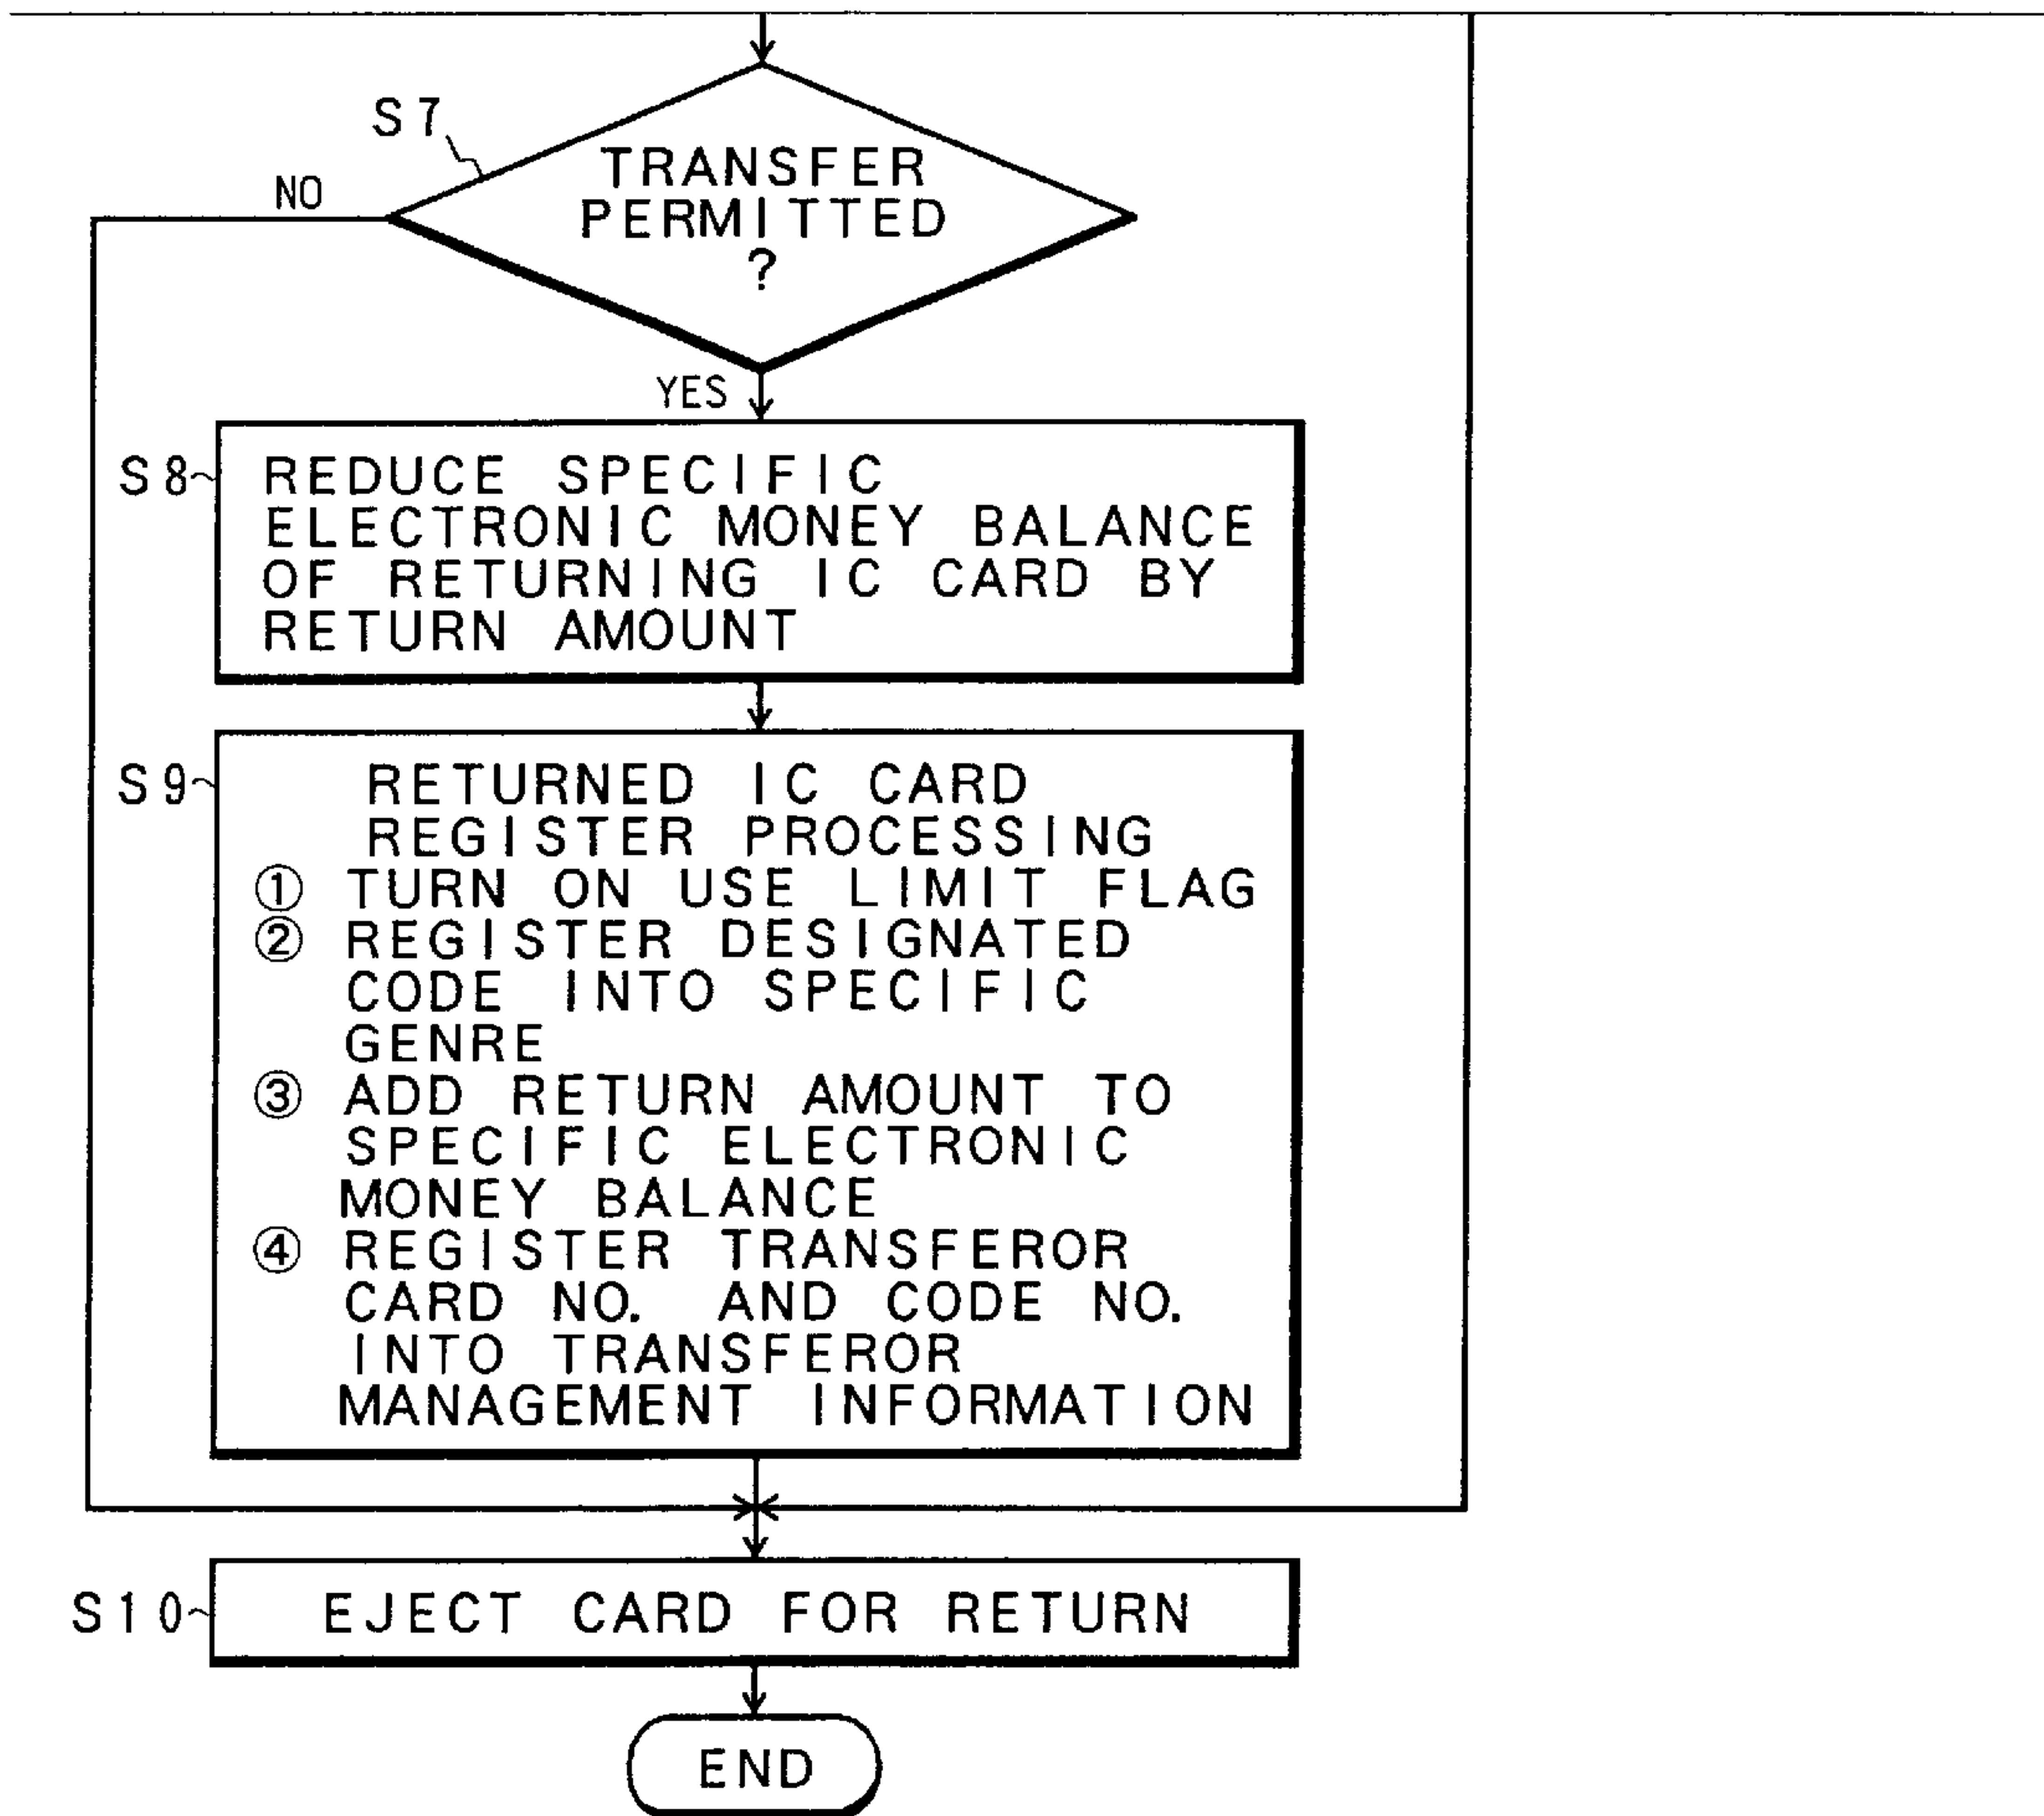 S7
TRANSFER
PERMITTED
?
NO
YES
S8
REDUCE SPECIFIC
ELECTRONIC MONEY BALANCE
OF RETURNING IC CARD BY
RETURN AMOUNT
S9
RETURNED IC CARD
REGISTER PROCESSING
① TURN ON USE LIMIT FLAG
② REGISTER DESIGNATED
CODE INTO SPECIFIC
GENRE
③ ADD RETURN AMOUNT TO
SPECIFIC ELECTRONIC
MONEY BALANCE
④ REGISTER TRANSFEROR
CARD NO. AND CODE NO.
INTO TRANSFEROR
MANAGEMENT INFORMATION
S10
EJECT CARD FOR RETURN
END